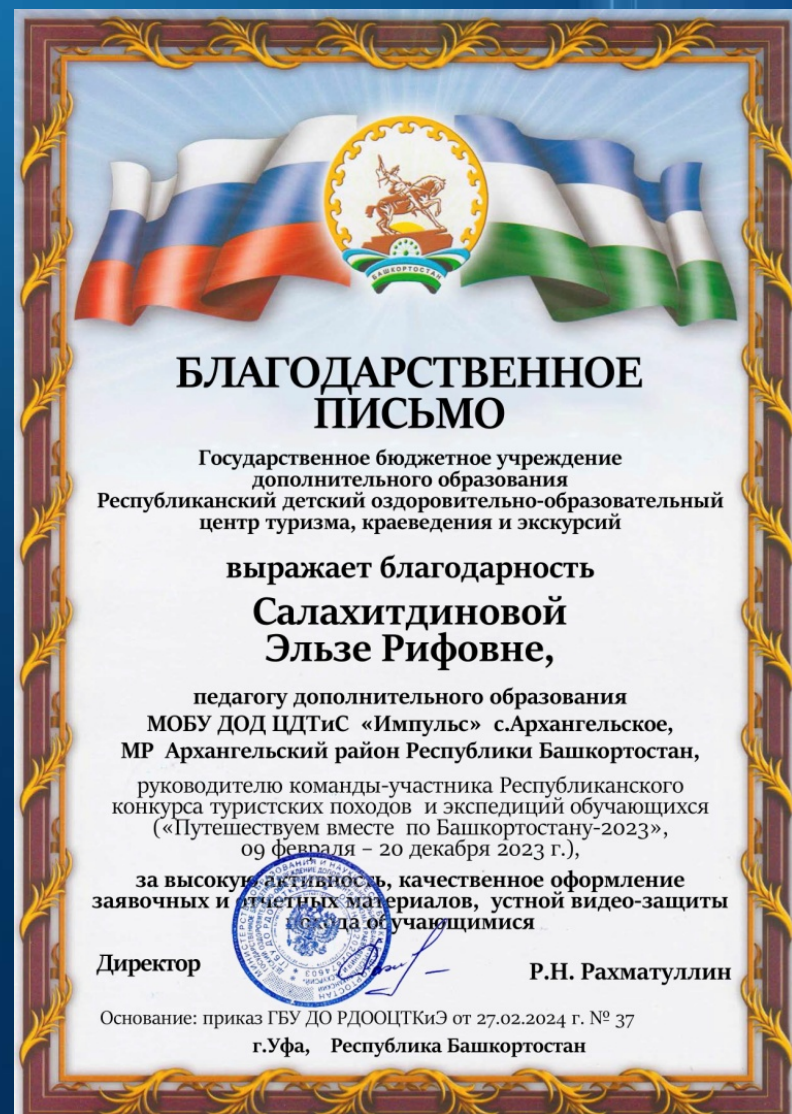 БАШКОРТОСТАН
БЛАГОДАРСТВЕННОЕ
ПИСЬМО
Государственное бюджетное учреждение
дополнительного образования
Республиканский детский оздоровительно-образовательный
центр туризма, краеведения и экскурсий
выражает благодарность
Салахитдиновой
Эльзе Рифовне,
педагогу дополнительного образования
МОБУ ДОД ЦДТиС «Импульс» с.Архангельское,
МР Архангельский район Республики Башкортостан,
руководителю команды-участника Республиканского
конкурса туристских походов и экспедиций обучающихся
(«Путешествуем вместе по Башкортостану-2023»,
09 февраля – 20 декабря 2023 г.),
за высокую активность, качественное оформление
заявочных и отчетных материалов, устной видео-защиты
похода обучающимися
Директор
Р.Н. Рахматуллин
Основание: приказ ГБУ ДО РДООЦТКиЭ от 27.02.2024 г. № 37
г.Уфа, Республика Башкортостан